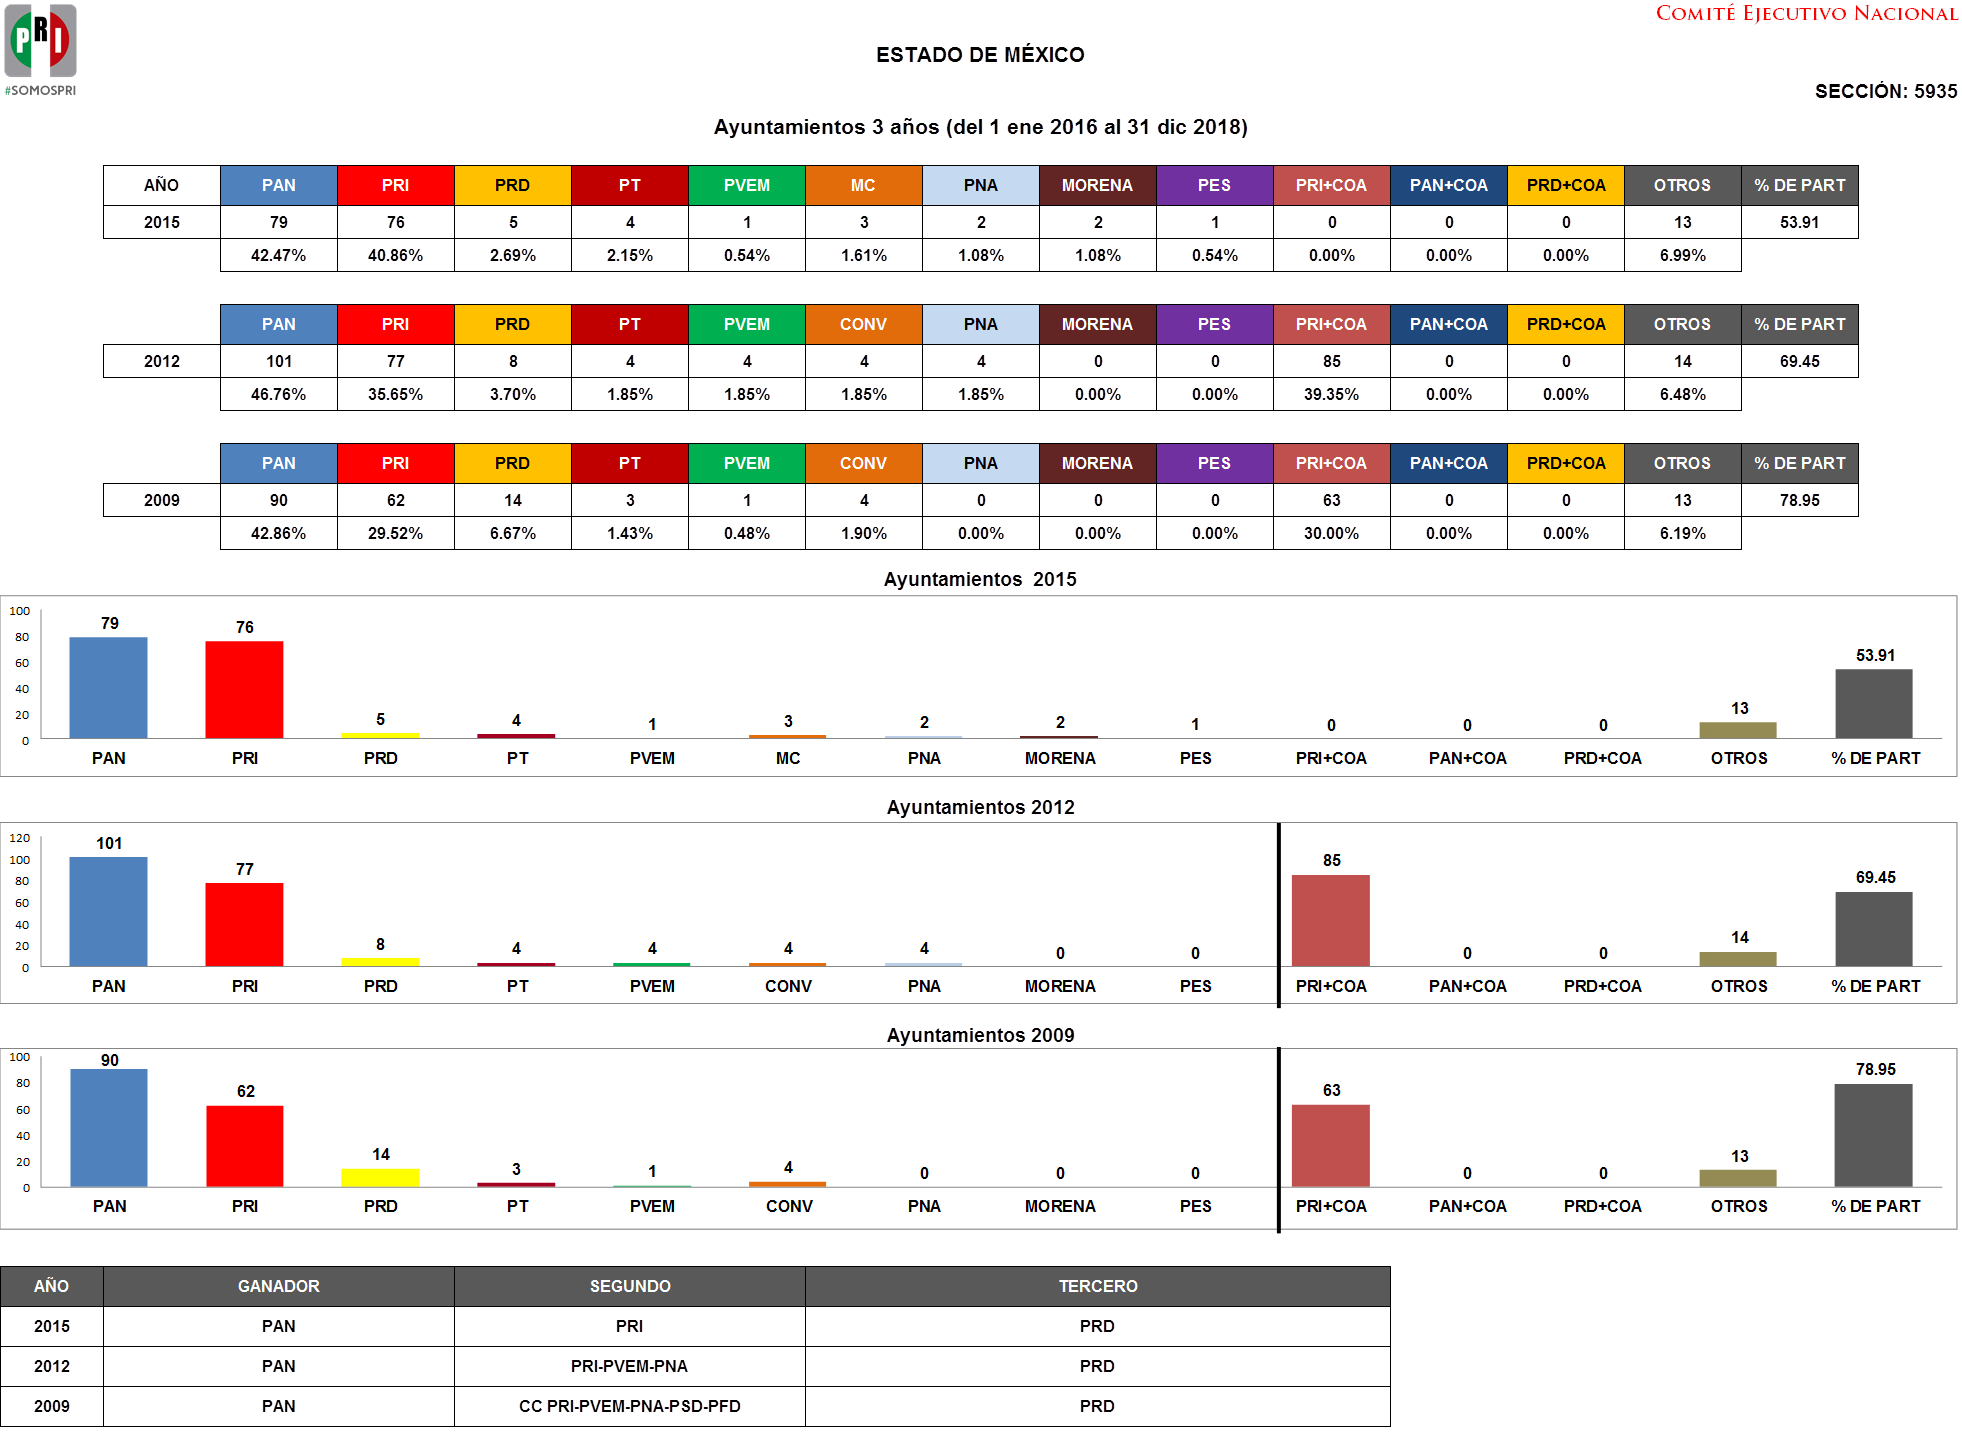 PRI
#SOMOSPRI
COMITÉ EJECUTIVO NACIONAL
ESTADO DE MÉXICO
SECCIÓN: 5935
Ayuntamientos 3 años (del 1 ene 2016 al 31 dic 2018)
AÑO PAN PRI PRD PT PVEM MC PNA MORENA PES PRI+COA PAN+COA PRD+COA OTROS % DE PART
2015 79 76 5 4 1 3 2 2 1 0 0 0 13 53.91
42.47% 40.86% 2.69% 2.15% 0.54% 1.61% 1.08% 1.08% 0.54% 0.00% 0.00% 0.00% 6.99%
PAN PRI PRD PT PVEM CONV PNA MORENA PES PRI+COA PAN+COA PRD+COA OTROS % DE PART
2012 101 77 8 4 4 4 4 0 0 85 0 0 14 69.45
46.76% 35.65% 3.70% 1.85% 1.85% 1.85% 1.85% 0.00% 0.00% 39.35% 0.00% 0.00% 6.48%
PAN PRI PRD PT PVEM CONV PNA MORENA PES PRI+COA PAN+COA PRD+COA OTROS % DE PART
2009 90 62 14 3 1 4 0 0 0 63 0 0 13 78.95
42.86% 29.52% 6.67% 1.43% 0.48% 1.90% 0.00% 0.00% 0.00% 30.00% 0.00% 0.00% 6.19%
Ayuntamientos 2015
100
80
60
40
20
0
79 76 5 4 1 3 2 2 1 0 0 0 13 53.91
PAN PRI PRD PT PVEM MC PNA MORENA PES PRI+COA PAN+COA PRD+COA OTROS % DE PART
Ayuntamientos 2012
120
100
80
60
40
20
0
101 77 8 4 4 4 4 0 0 85 0 0 14 69.45
PAN PRI PRD PT PVEM CONV PNA MORENA PES PRI+COA PAN+COA PRD+COA OTROS % DE PART
Ayuntamientos 2009
100
80
60
40
20
0
90 62 14 3 1 4 0 0 0 63 0 0 13 78.95
PAN PRI PRD PT PVEM CONV PNA MORENA PES PRI+COA PAN+COA PRD+COA OTROS % DE PART
AÑO GANADOR SEGUNDO TERCERO
2015 PAN PRI PRD
2012 PAN PRI-PVEM-PNA PRD
2009 PAN CC PRI-PVEM-PNA-PSD-PFD PRD